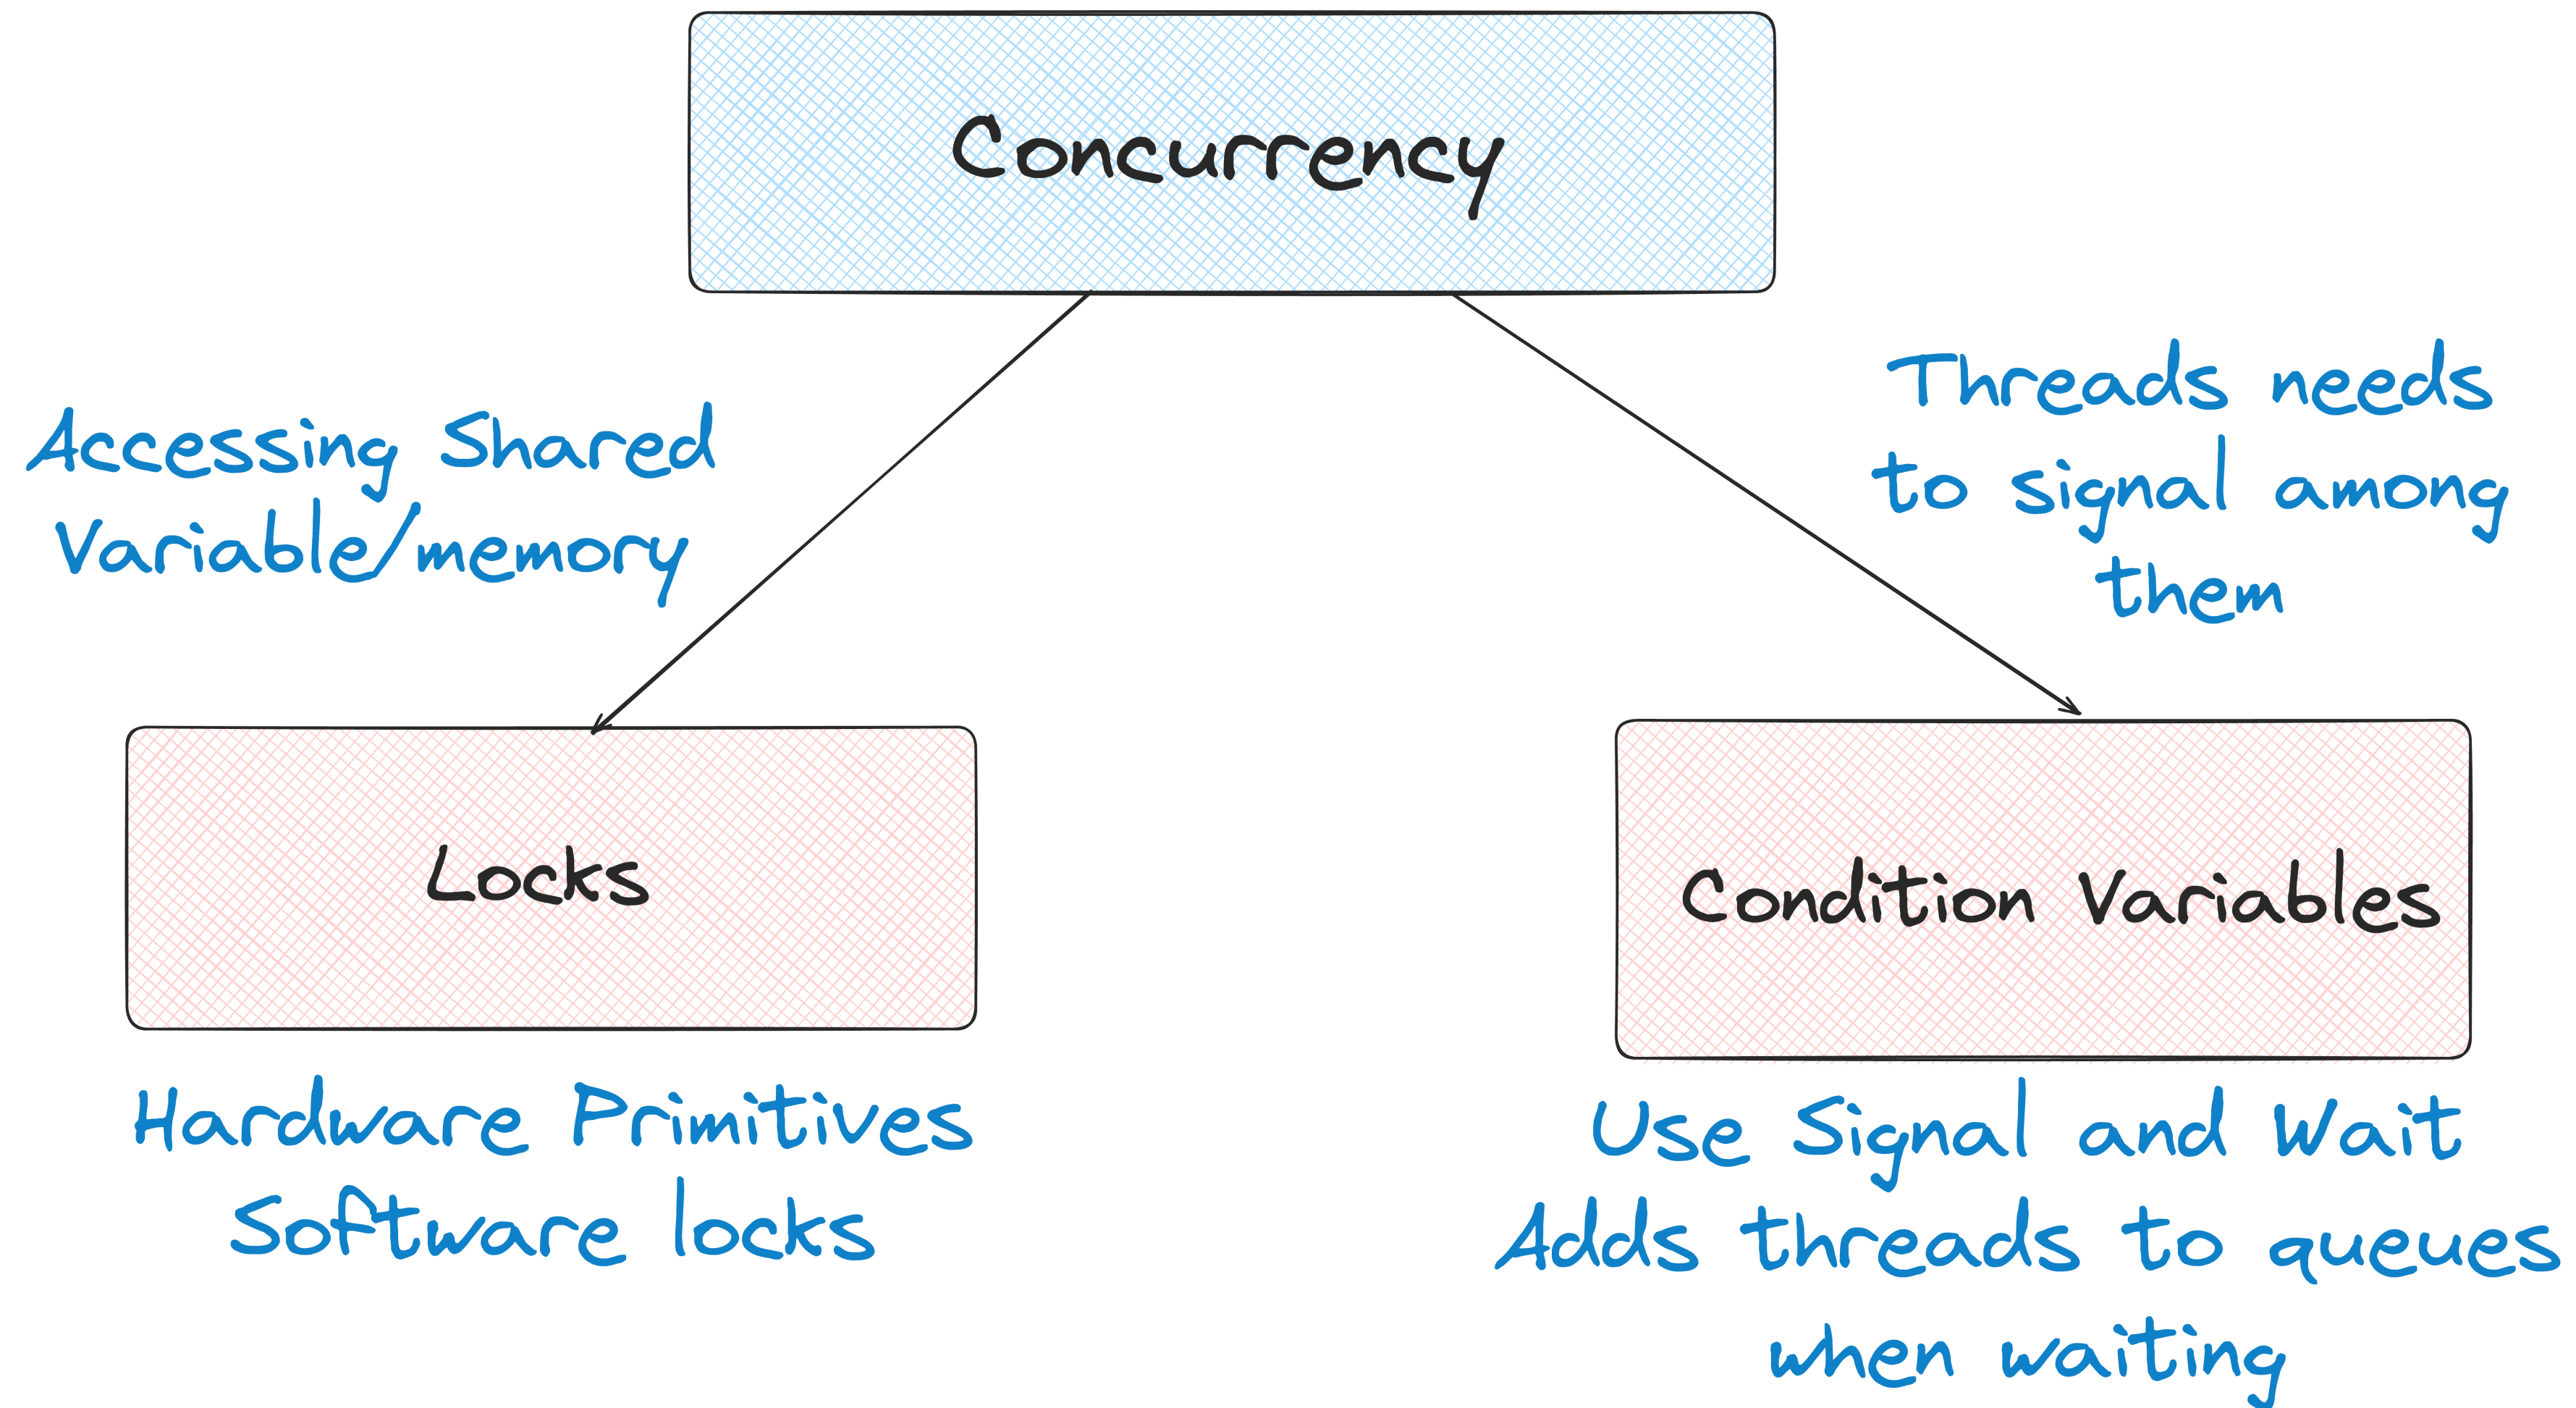 Concurrency
Accessing Shared
Variable/memory
Threads needs
to signal among
them
Locks
Condition Variables
Hardware Primitives
Software locks
Use Signal and Wait
Adds threads to queues
when waiting